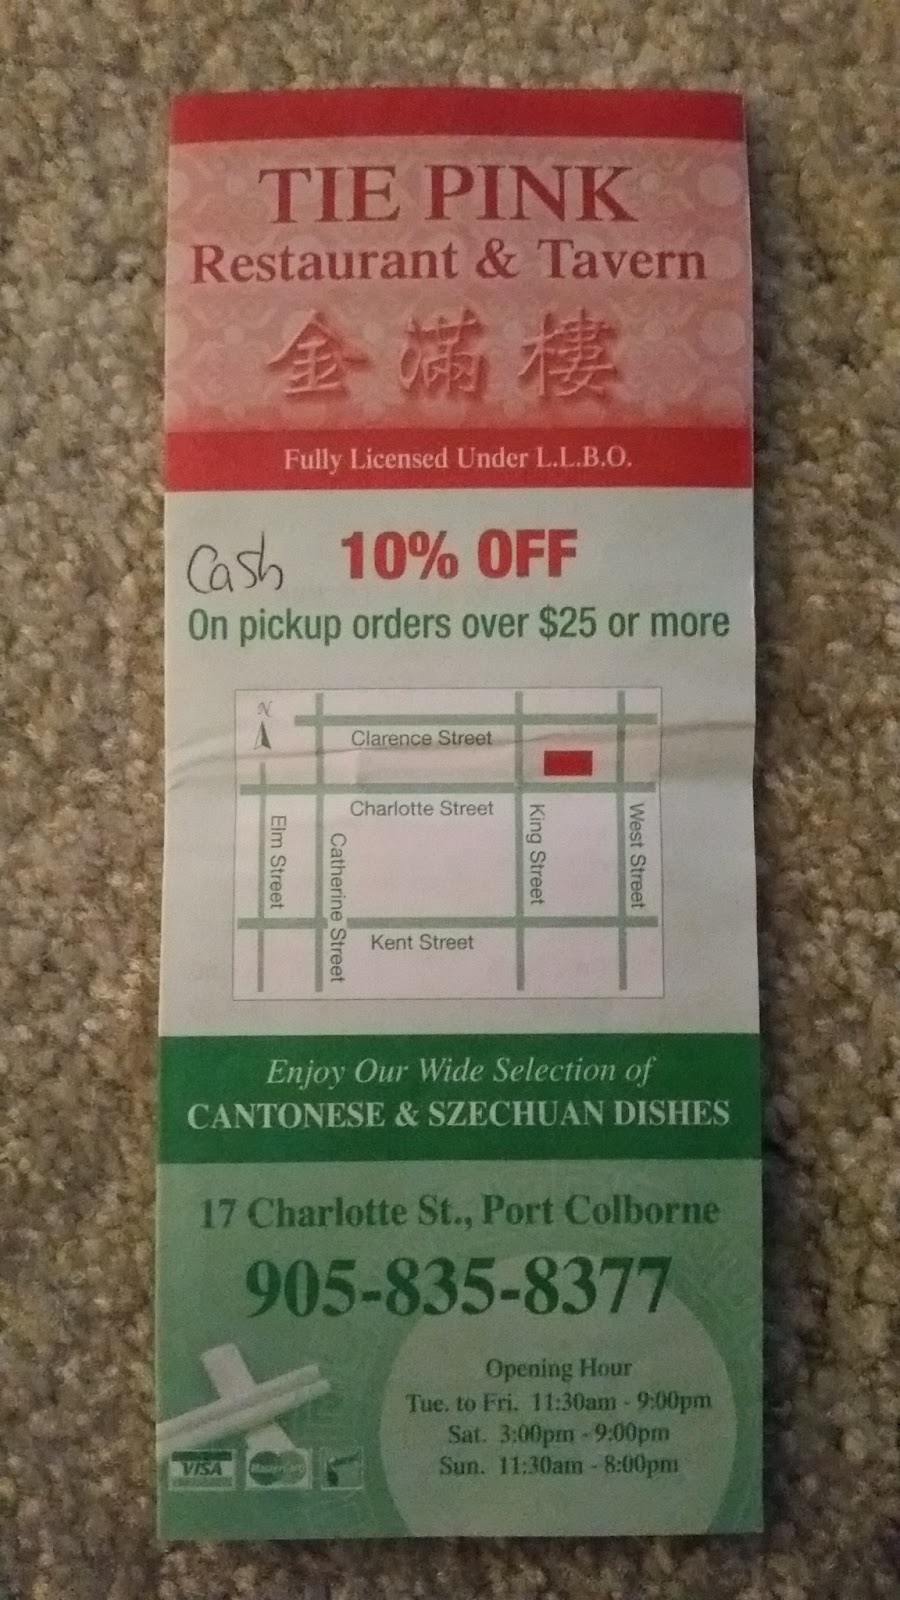 TIE PINK
Restaurant & Tavern
金滿樓
Fully Licensed Under L.L.B.O.
Cash 10% OFF
On pickup orders over $25 or more
N
Clarence Street
Charlotte Street
Elm Street
Catherine Street
King Street
West Street
Kent Street
Enjoy Our Wide Selection of
CANTONESE & SZECHUAN DISHES
17 Charlotte St., Port Colborne
905-835-8377
Opening Hour
Tue. to Fri. 11:30am - 9:00pm
Sat. 3:00pm - 9:00pm
Sun. 11:30am - 8:00pm
VISA
MasterCard